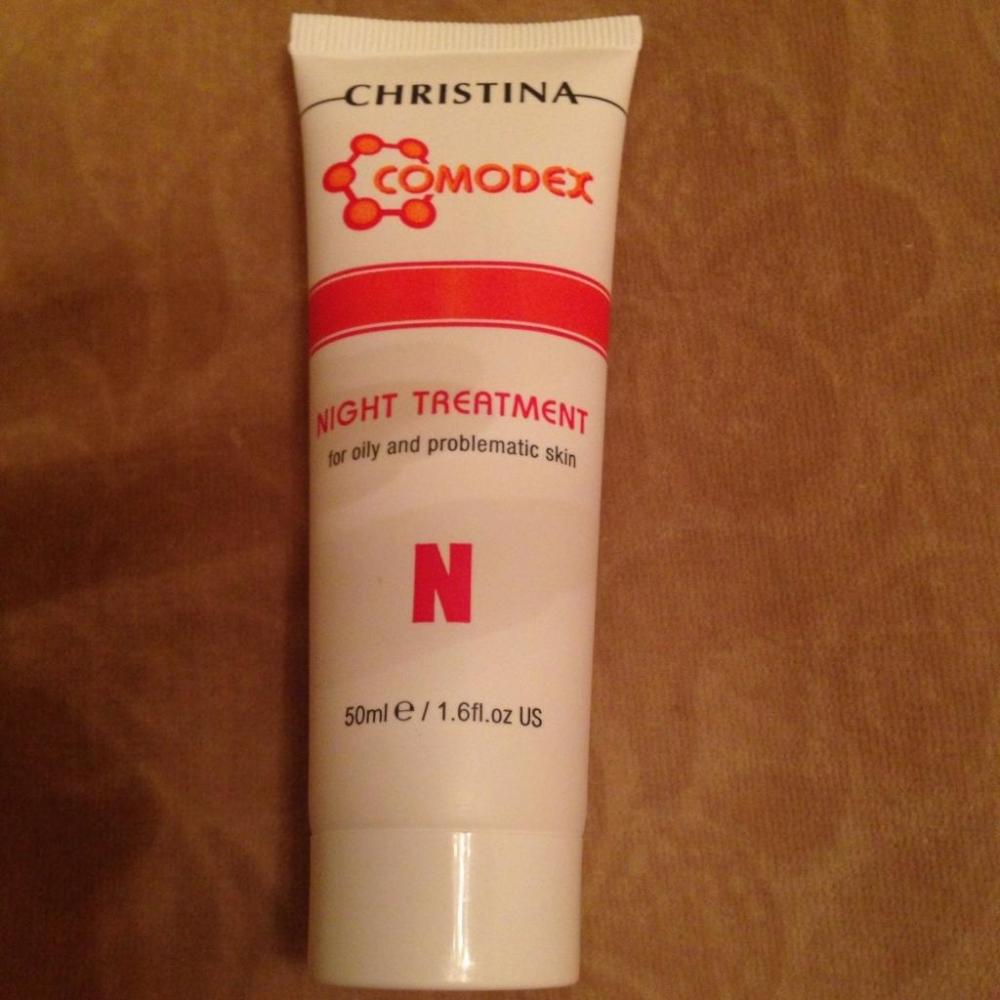 CHRISTINA
COMODEX
NIGHT TREATMENT
for oily and problematic skin
N
50ml ℮ / 1.6fl.oz US